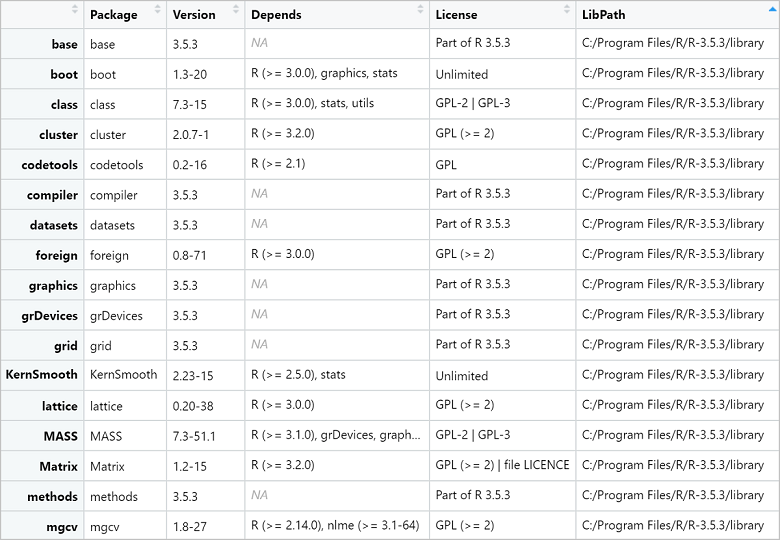 Package Version Depends License LibPath
base base 3.5.3 NA Part of R 3.5.3 C:/Program Files/R/R-3.5.3/library
boot boot 1.3-20 R (>= 3.0.0), graphics, stats Unlimited C:/Program Files/R/R-3.5.3/library
class class 7.3-15 R (>= 3.0.0), stats, utils GPL-2 | GPL-3 C:/Program Files/R/R-3.5.3/library
cluster cluster 2.0.7-1 R (>= 3.2.0) GPL (>= 2) C:/Program Files/R/R-3.5.3/library
codetools codetools 0.2-16 R (>= 2.1) GPL C:/Program Files/R/R-3.5.3/library
compiler compiler 3.5.3 NA Part of R 3.5.3 C:/Program Files/R/R-3.5.3/library
datasets datasets 3.5.3 NA Part of R 3.5.3 C:/Program Files/R/R-3.5.3/library
foreign foreign 0.8-71 R (>= 3.0.0) GPL (>= 2) C:/Program Files/R/R-3.5.3/library
graphics graphics 3.5.3 NA Part of R 3.5.3 C:/Program Files/R/R-3.5.3/library
grDevices grDevices 3.5.3 NA Part of R 3.5.3 C:/Program Files/R/R-3.5.3/library
grid grid 3.5.3 NA Part of R 3.5.3 C:/Program Files/R/R-3.5.3/library
KernSmooth KernSmooth 2.23-15 R (>= 2.5.0), stats Unlimited C:/Program Files/R/R-3.5.3/library
lattice lattice 0.20-38 R (>= 3.0.0) GPL (>= 2) C:/Program Files/R/R-3.5.3/library
MASS MASS 7.3-51.1 R (>= 3.1.0), grDevices, graph... GPL-2 | GPL-3 C:/Program Files/R/R-3.5.3/library
Matrix Matrix 1.2-15 R (>= 3.2.0) GPL (>= 2) | file LICENCE C:/Program Files/R/R-3.5.3/library
methods methods 3.5.3 NA Part of R 3.5.3 C:/Program Files/R/R-3.5.3/library
mgcv mgcv 1.8-27 R (>= 2.14.0), nlme (>= 3.1-64) GPL (>= 2) C:/Program Files/R/R-3.5.3/library